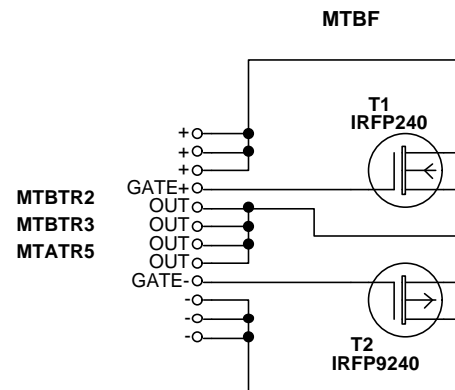 MTBF
T1
IRFP240
+
+
+
GATE+
OUT
OUT
OUT
OUT
GATE-
-
-
-
MTBTR2
MTBTR3
MTATR5
T2
IRFP9240